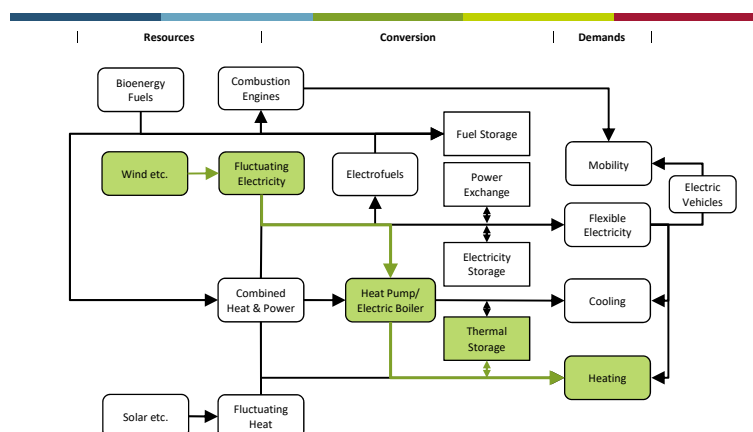 Resources
Conversion
Demands
Bioenergy
Fuels
Combustion
Engines
Fuel Storage
Mobility
Wind etc.
Fluctuating
Electricity
Electrofuels
Power
Exchange
Electric
Vehicles
Flexible
Electricity
Electricity
Storage
Combined
Heat & Power
Heat Pump/
Electric Boiler
Cooling
Thermal
Storage
Heating
Solar etc.
Fluctuating
Heat